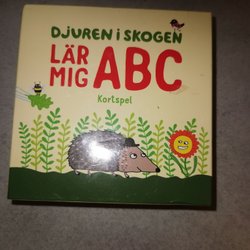 DJUREN i SKOGEN
LÄR
MIG ABC
Kortspel